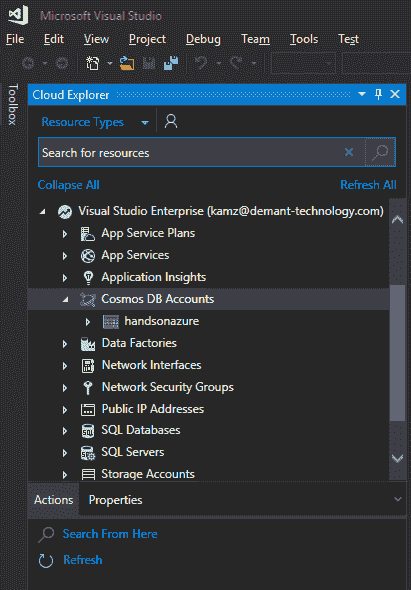 Microsoft Visual Studio
File Edit View Project Debug Team Tools Test
Toolbox
Cloud Explorer
Resource Types
Search for resources
Collapse All Refresh All
Visual Studio Enterprise (kamz@demant-technology.com)
App Service Plans
App Services
Application Insights
Cosmos DB Accounts
handsonazure
Data Factories
Network Interfaces
Network Security Groups
Public IP Addresses
SQL Databases
SQL Servers
Storage Accounts
Actions Properties
Search From Here
Refresh